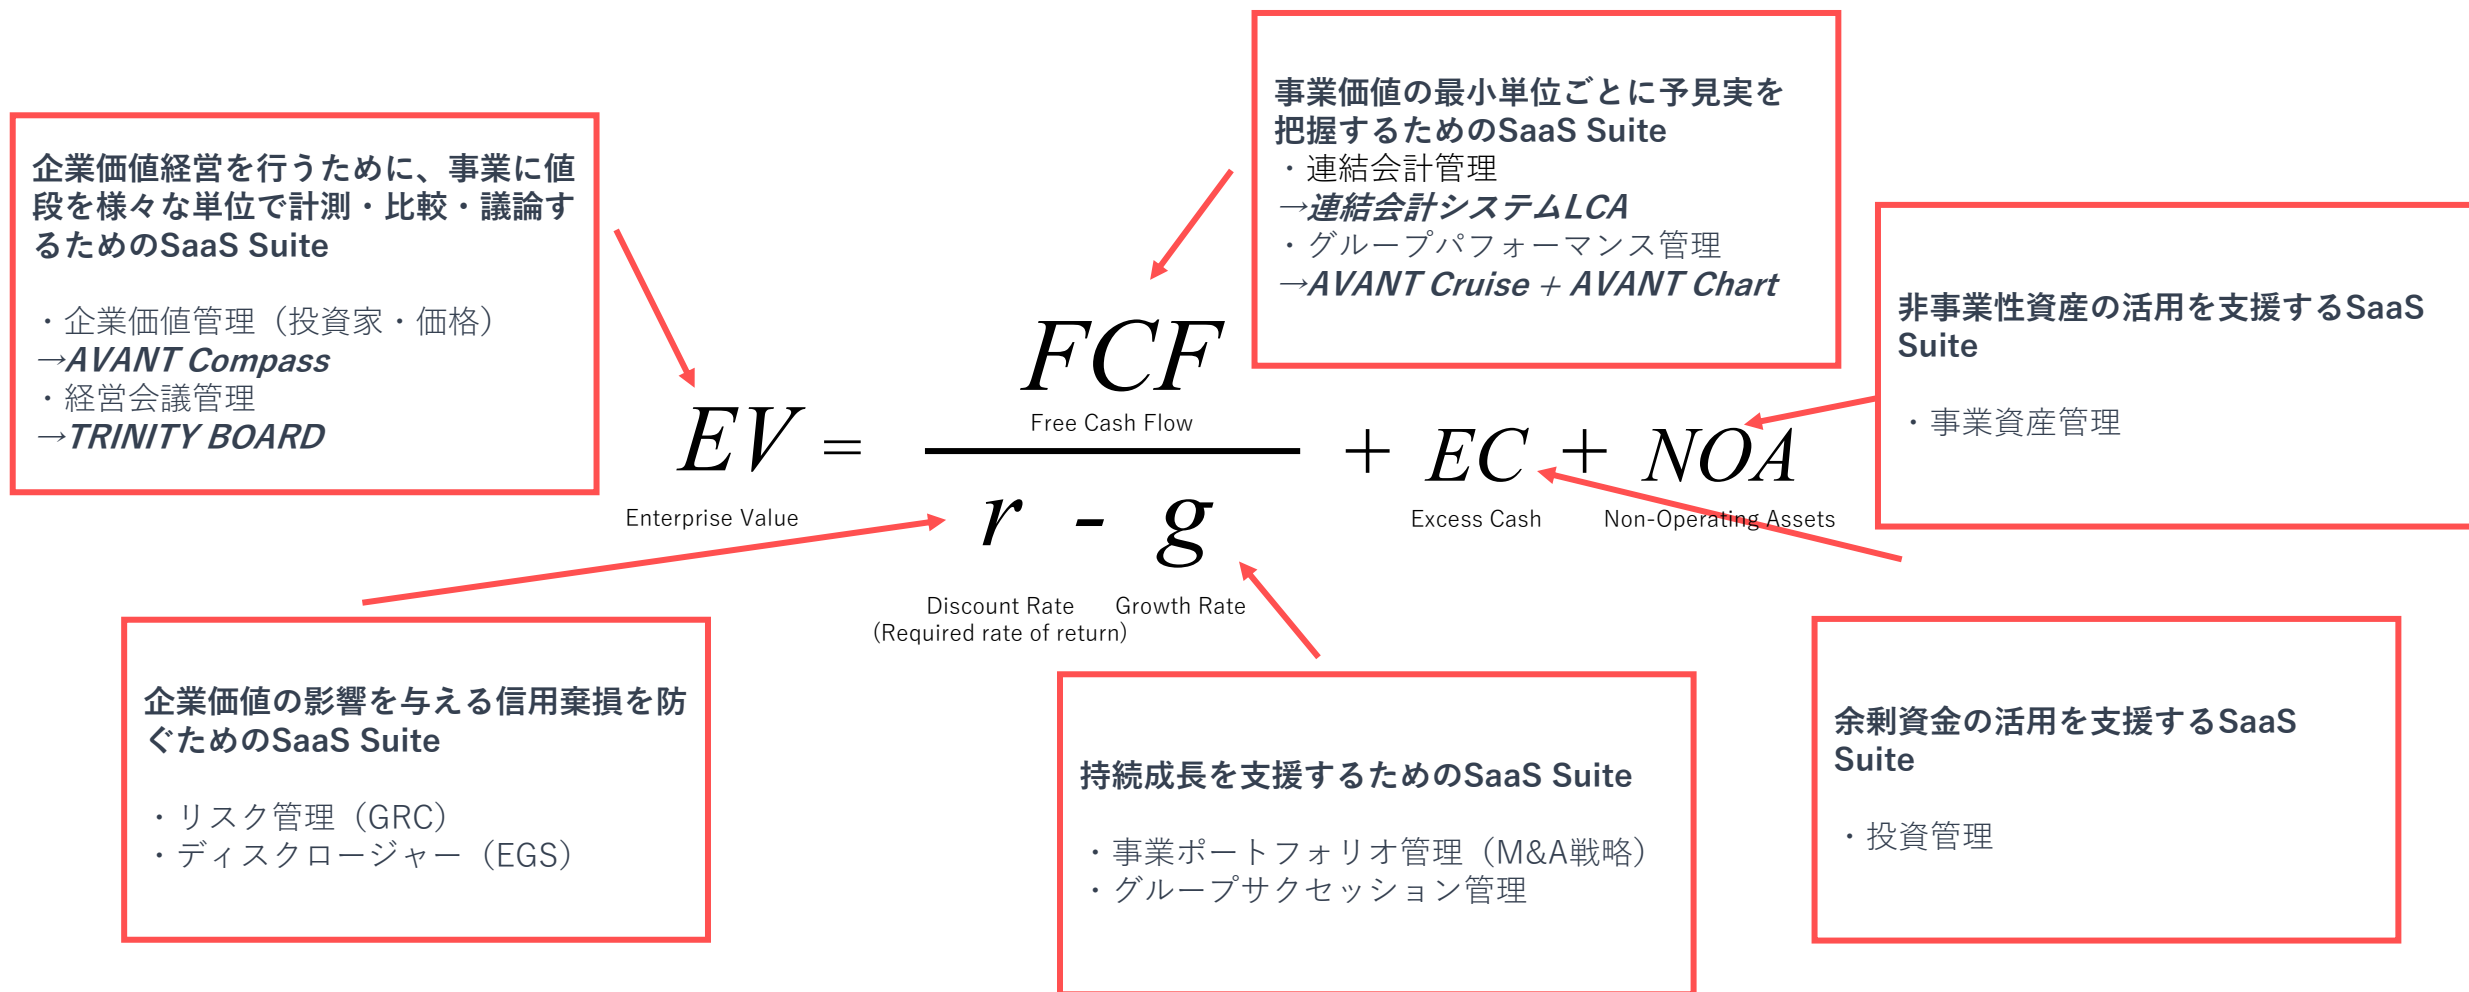 事業価値の最小単位ごとに予見実を
把握するためのSaaS Suite
・連結会計管理
→連結会計システムLCA
・グループパフォーマンス管理
→AVANT Cruise + AVANT Chart
企業価値経営を行うために、事業に値
段を様々な単位で計測・比較・議論す
るためのSaaS Suite
・企業価値管理（投資家・価格）
→AVANT Compass
・経営会議管理
→TRINITY BOARD
非事業性資産の活用を支援するSaaS
Suite
・事業資産管理
FCF
Free Cash Flow
EV = + EC + NOA
r - g
Enterprise Value
Excess Cash
Non-Operating Assets
Discount Rate
(Required rate of return)
Growth Rate
企業価値の影響を与える信用棄損を防
ぐためのSaaS Suite
・リスク管理（GRC）
・ディスクロージャー（EGS）
持続成長を支援するためのSaaS Suite
・事業ポートフォリオ管理（M&A戦略）
・グループサクセッション管理
余剰資金の活用を支援するSaaS
Suite
・投資管理